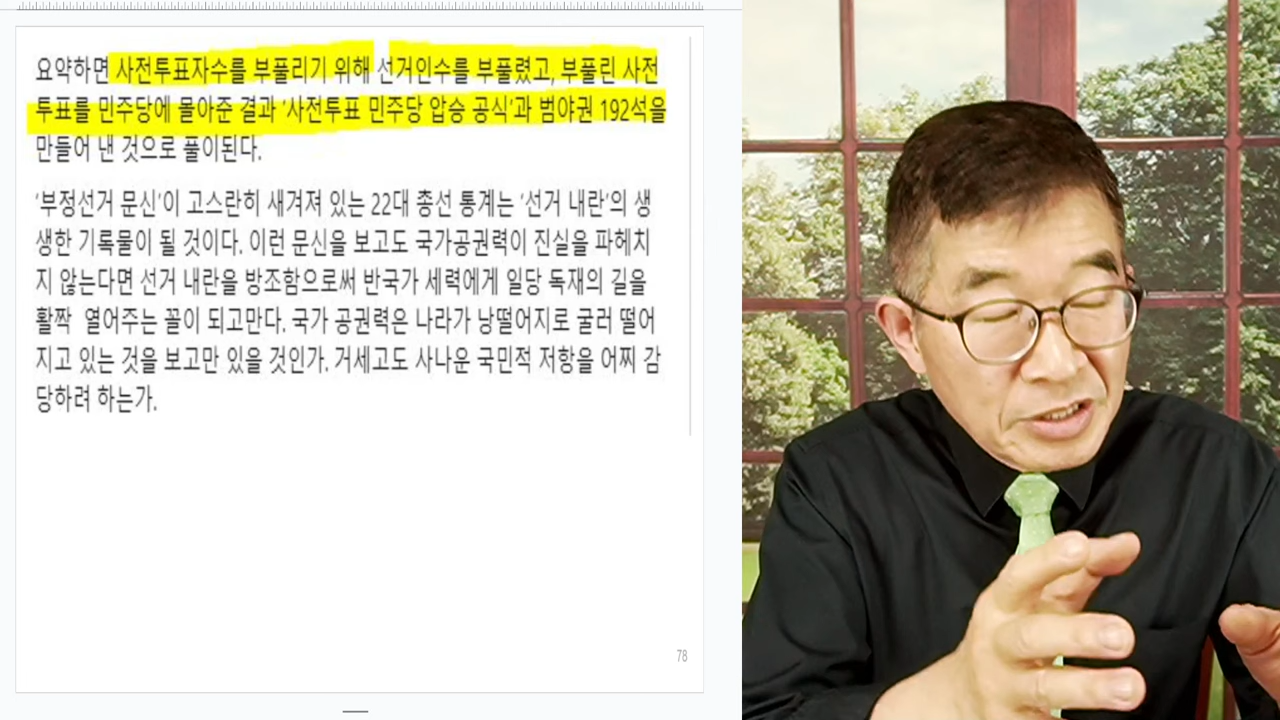 요약하면 사전투표자수를 부풀리기 위해 선거인수를 부풀렸고, 부풀린 사전
투표를 민주당에 몰아준 결과 '사전투표 민주당 압승 공식'과 범야권 192석을
만들어 낸 것으로 풀이된다.
'부정선거 문신'이 고스란히 새겨져 있는 22대 총선 통계는 '선거 내란'의 생
생한 기록물이 될 것이다. 이런 문신을 보고도 국가공권력이 진실을 파헤치
지 않는다면 선거 내란을 방조함으로써 반국가 세력에게 일당 독재의 길을
활짝 열어주는 꼴이 되고만다. 국가 공권력은 나라가 낭떨어지로 굴러 떨어
지고 있는 것을 보고만 있을 것인가. 거세고도 사나운 국민적 저항을 어찌 감
당하려 하는가.
78